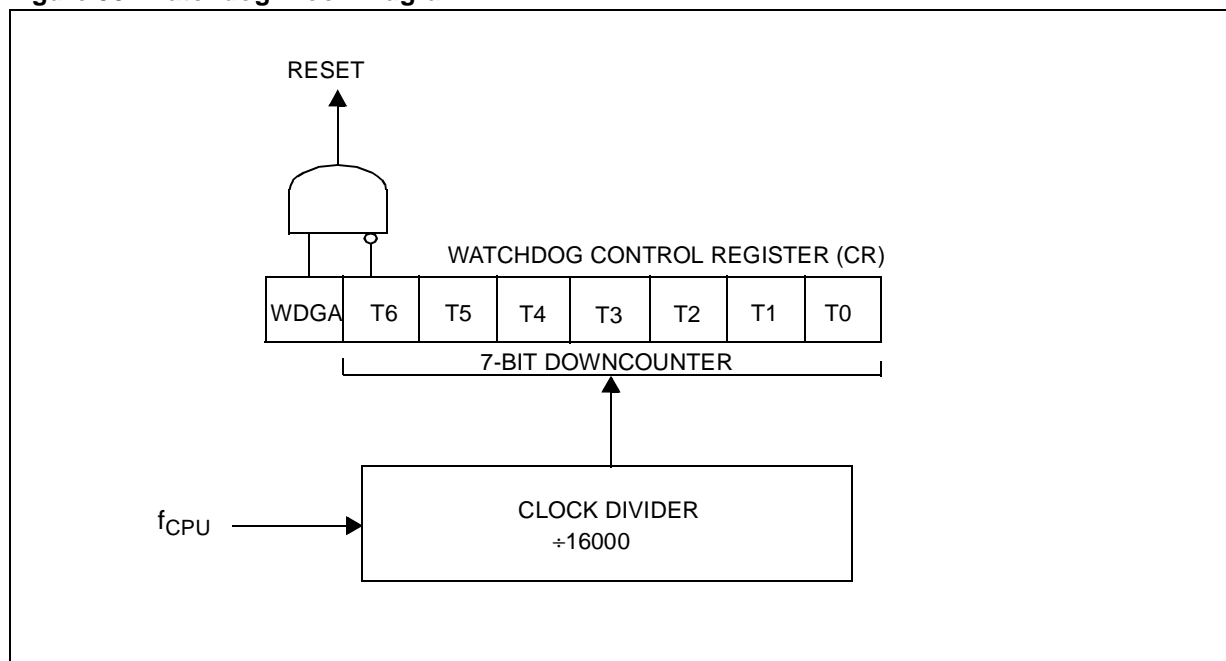 RESET
WATCHDOG CONTROL REGISTER (CR)
WDGA T6 T5 T4 T3 T2 T1 T0
7-BIT DOWNCOUNTER
fCPU
CLOCK DIVIDER
÷16000